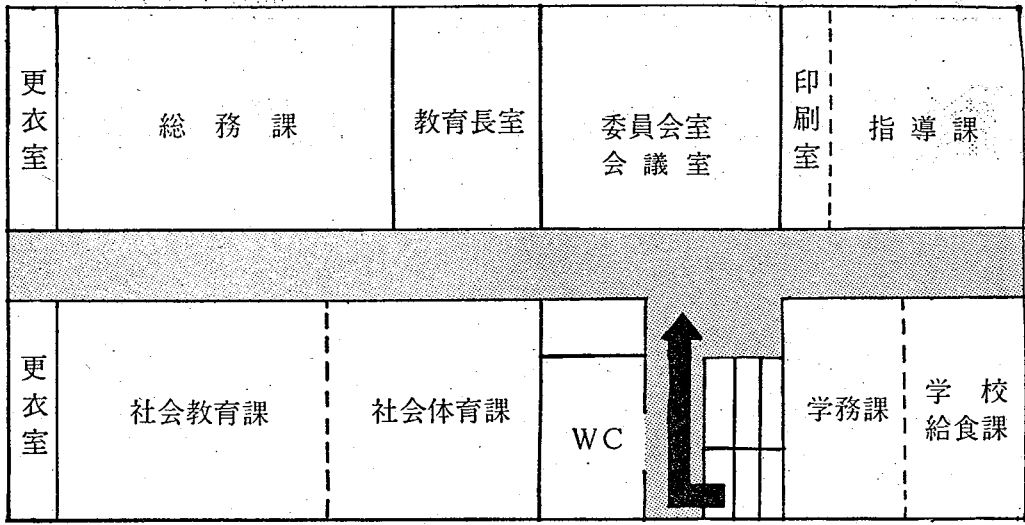 更衣室
総務課
教育長室
委員会室
会議室
印刷室
指導課
更衣室
社会教育課
社会体育課
WC
学務課
学校
給食課